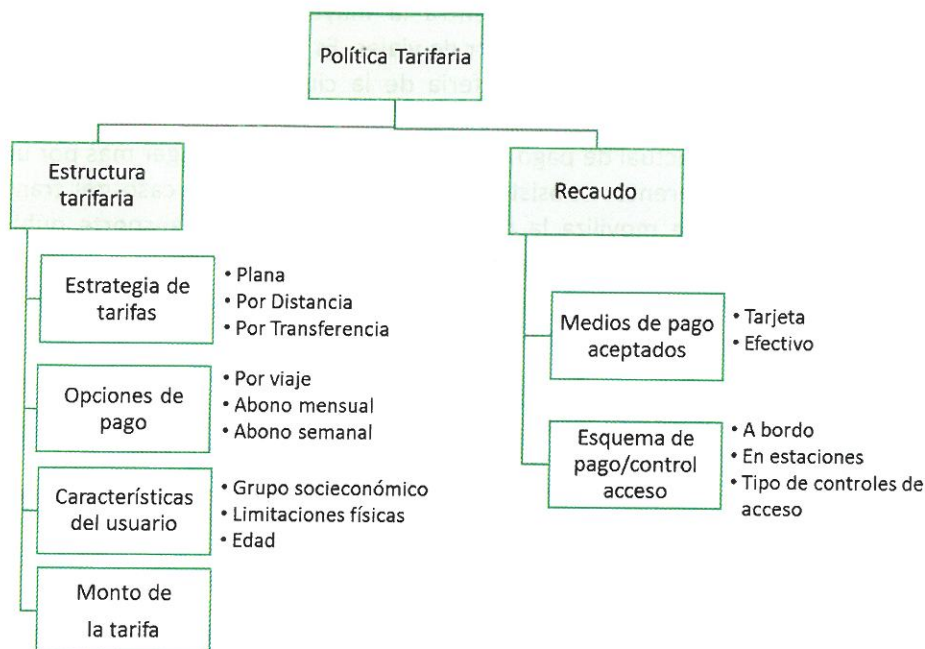 Política Tarifaria
Estructura
tarifaria
Estrategia de
tarifas
• Plana
• Por Distancia
• Por Transferencia
Opciones de
pago
• Por viaje
• Abono mensual
• Abono semanal
Características
del usuario
• Grupo socioeconómico
• Limitaciones físicas
• Edad
Monto de
la tarifa
Recaudo
Medios de pago
aceptados
• Tarjeta
• Efectivo
Esquema de
pago/control
acceso
• A bordo
• En estaciones
• Tipo de controles de
acceso